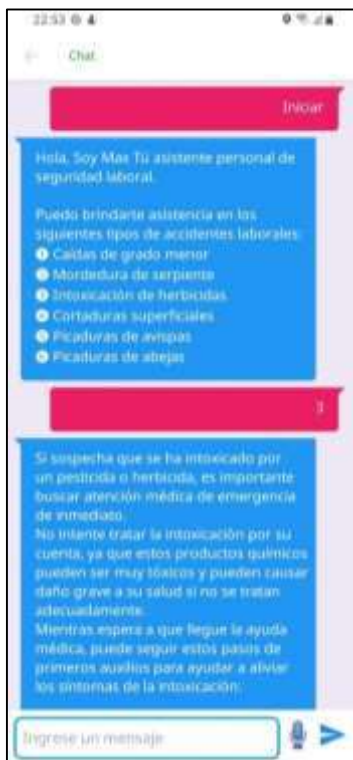 22:53
Chat
Iniciar
Hola, Soy Max Tú asistente personal de
seguridad laboral.
Puedo brindarte asistencia en los
siguientes tipos de accidentes laborales:
① Caídas de grado menor
② Mordedura de serpiente
③ Intoxicación de herbicidas
④ Cortaduras superficiales
⑤ Picaduras de avispas
⑥ Picaduras de abejas
3
Si sospecha que se ha intoxicado por
un pesticida o herbicida, es importante
buscar atención médica de emergencia
de inmediato.
No intente tratar la intoxicación por su
cuenta, ya que estos productos químicos
pueden ser muy tóxicos y pueden causar
daño grave a su salud si no se tratan
adecuadamente.
Mientras espera a que llegue la ayuda
médica, puede seguir estos pasos de
primeros auxilios para ayudar a aliviar
los síntomas de la intoxicación:
Ingrese un mensaje